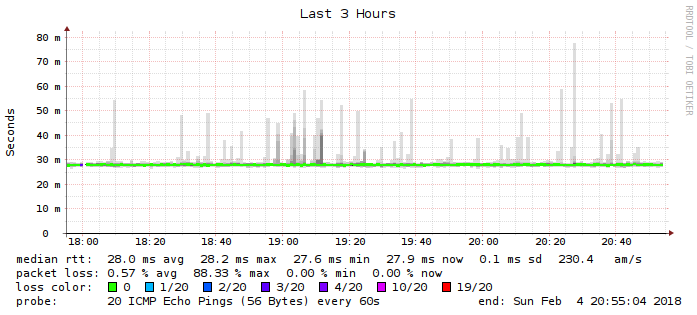 Last 3 Hours
RRDTOOL / TOBI OETIKER
Seconds
80 m
70 m
60 m
50 m
40 m
30 m
20 m
10 m
0
18:00 18:20 18:40 19:00 19:20 19:40 20:00 20:20 20:40
median rtt: 28.0 ms avg 28.2 ms max 27.6 ms min 27.9 ms now 0.1 ms sd 230.4 am/s
packet loss: 0.57 % avg 88.33 % max 0.00 % min 0.00 % now
loss color: 0 1/20 2/20 3/20 4/20 10/20 19/20
probe: 20 ICMP Echo Pings (56 Bytes) every 60s end: Sun Feb 4 20:55:04 2018